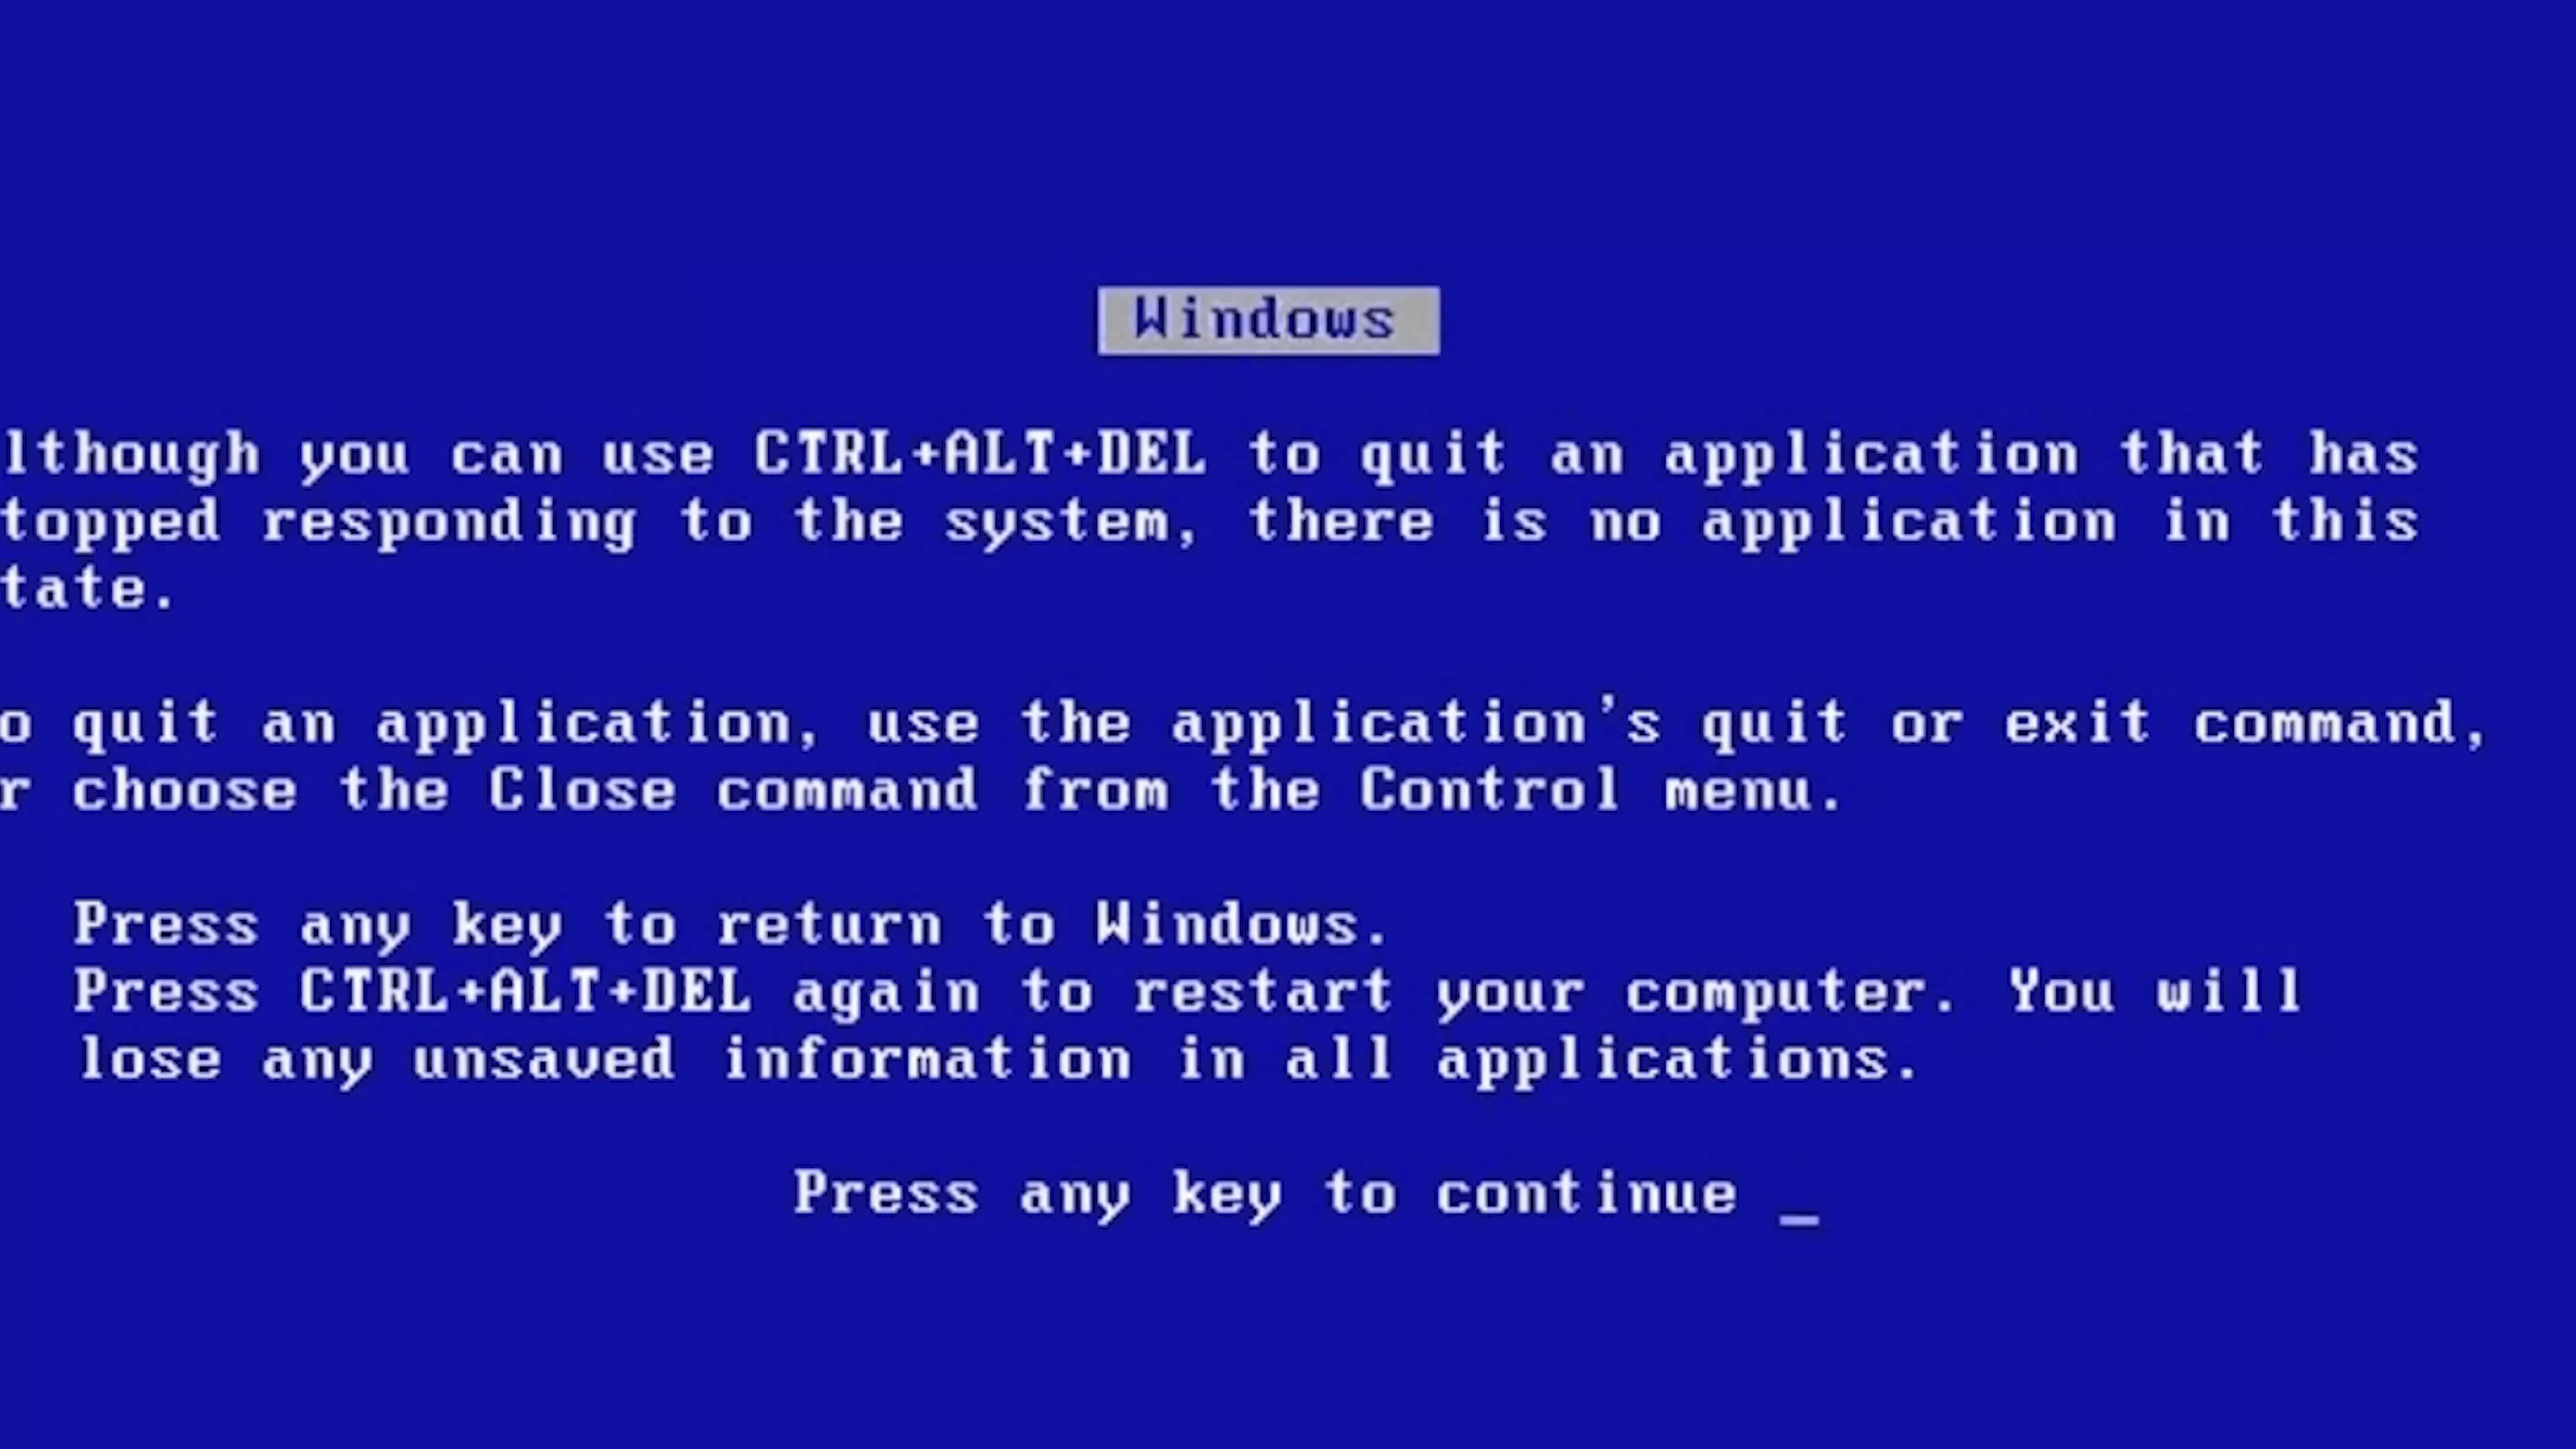 Windows
lthough you can use CTRL+ALT+DEL to quit an application that has
topped responding to the system, there is no application in this
tate.
o quit an application, use the application's quit or exit command,
r choose the Close command from the Control menu.
Press any key to return to Windows.
Press CTRL+ALT+DEL again to restart your computer. You will
lose any unsaved information in all applications.
Press any key to continue _